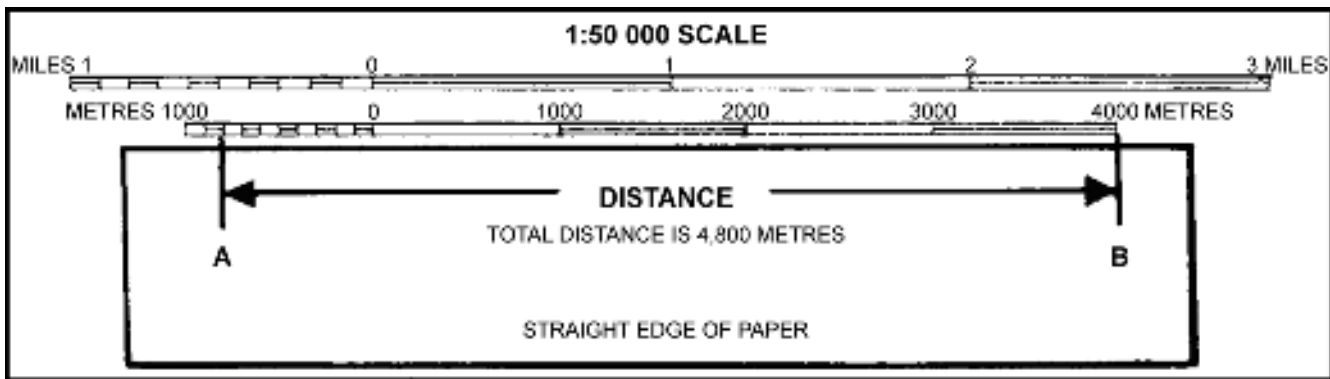 1:50 000 SCALE
MILES 1 0 1 2 3 MILES
METRES 1000 0 1000 2000 3000 4000 METRES
DISTANCE
TOTAL DISTANCE IS 4,800 METRES
A B
STRAIGHT EDGE OF PAPER